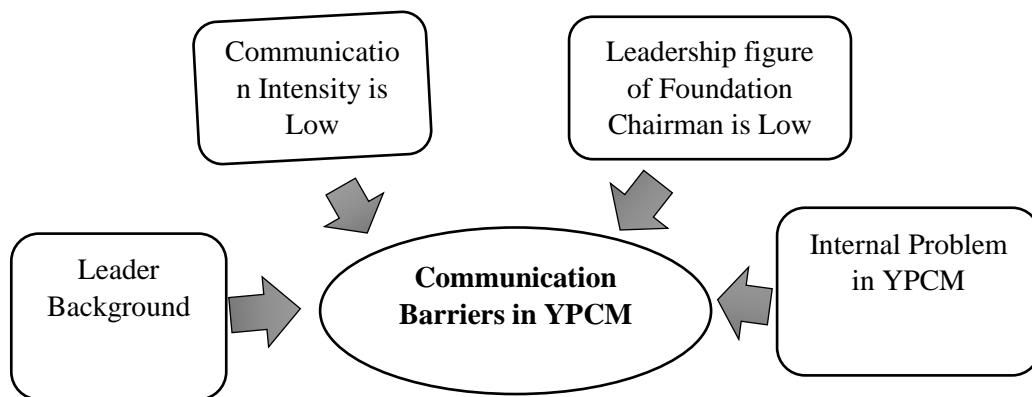 Communicatio
n Intensity is
Low
Leadership figure
of Foundation
Chairman is Low
Leader
Background
Communication
Barriers in YPCM
Internal Problem
in YPCM